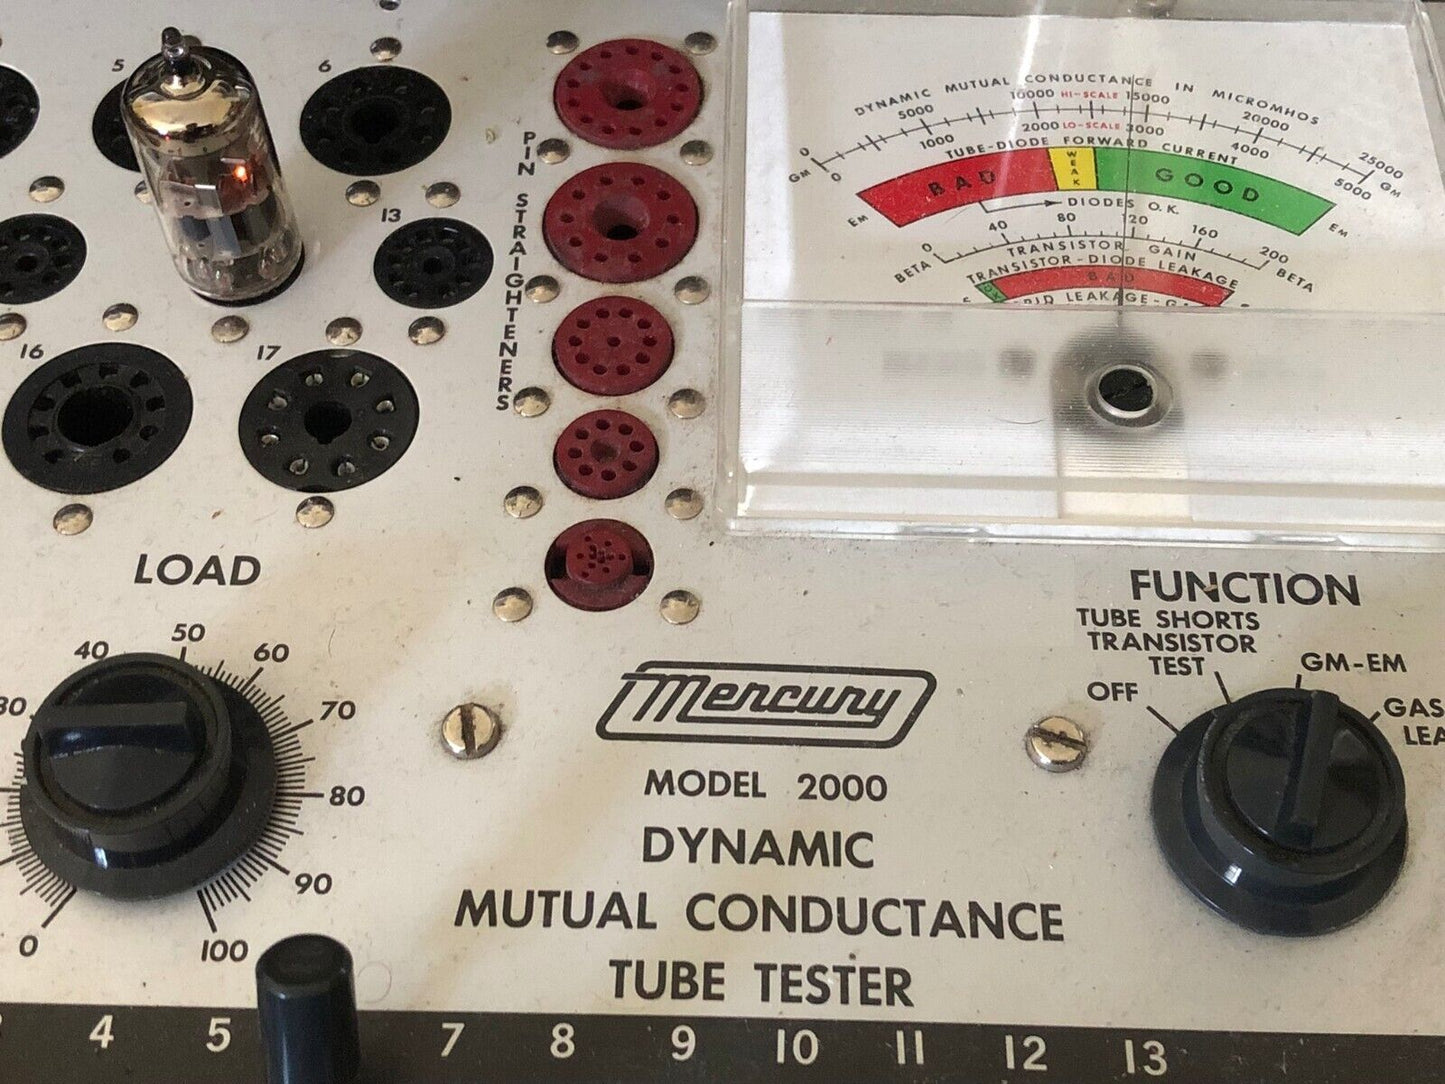 5
6
13
16
17
PIN STRAIGHTENERS
DYNAMIC MUTUAL CONDUCTANCE IN MICROMHOS
0 5000 10000 HI-SCALE 15000 20000 25000
GM 0 1000 2000 LO-SCALE 3000 4000 5000 GM
TUBE-DIODE FORWARD CURRENT
EM BAD WEAK GOOD EM
DIODES O.K.
0 40 80 120 160 200
BETA TRANSISTOR GAIN BETA
TRANSISTOR-DIODE LEAKAGE
BAD
LEAKAGE-
LOAD
0 30 40 50 60 70 80 90 100
FUNCTION
OFF
TUBE SHORTS
TRANSISTOR
TEST
GM-EM
GAS
Mercury
MODEL 2000
DYNAMIC
MUTUAL CONDUCTANCE
TUBE TESTER
4 5 7 8 9 10 11 12 13